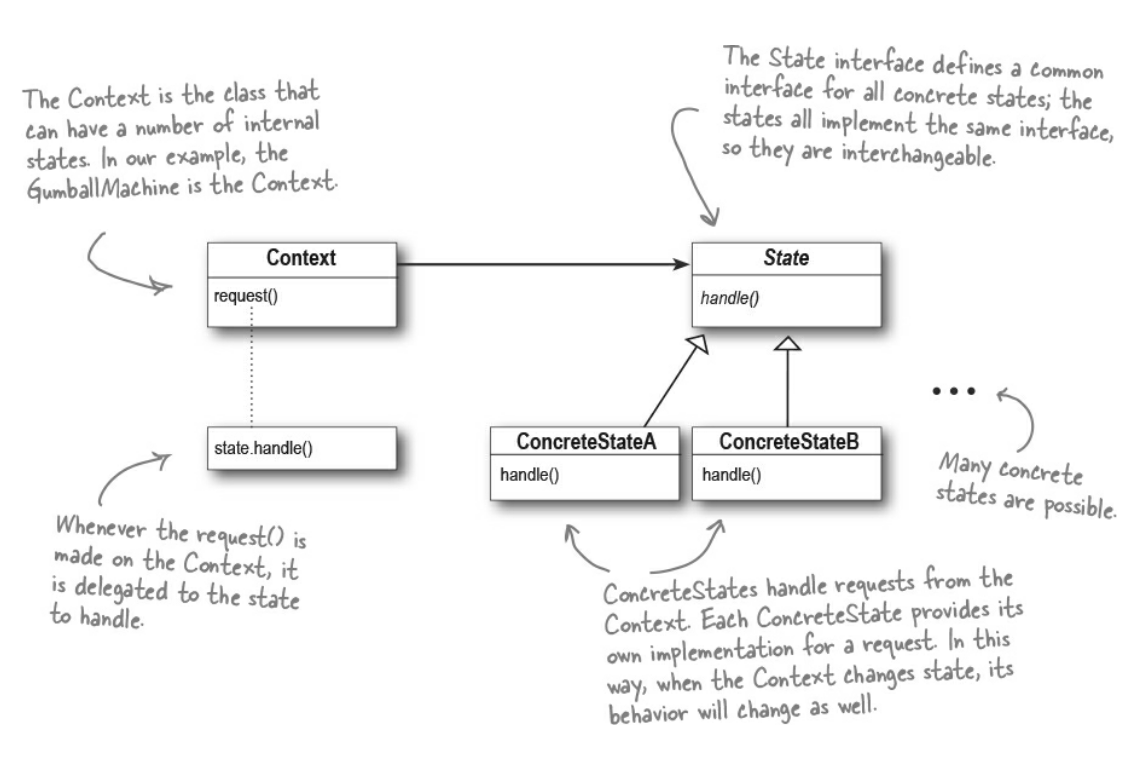 The Context is the class that
can have a number of internal
states. In our example, the
GumballMachine is the Context.
The State interface defines a common
interface for all concrete states; the
states all implement the same interface,
so they are interchangeable.
Context
request()
State
handle()
state.handle()
ConcreteStateA
handle()
ConcreteStateB
handle()
•••
Many concrete
states are possible.
Whenever the request() is
made on the Context, it
is delegated to the state
to handle.
ConcreteStates handle requests from the
Context. Each ConcreteState provides its
own implementation for a request. In this
way, when the Context changes state, its
behavior will change as well.